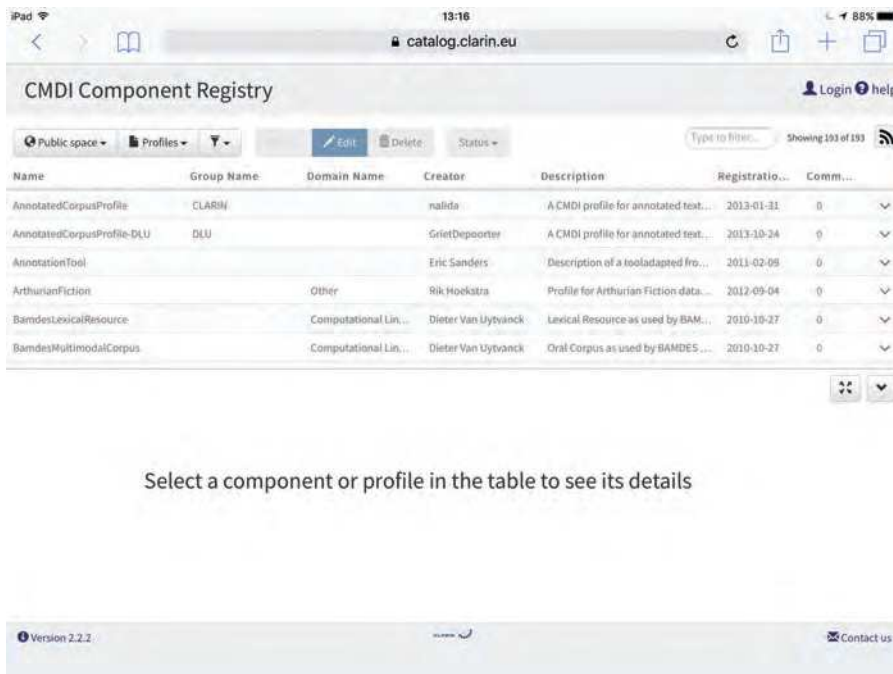 iPad 13:16 88%
catalog.clarin.eu
CMDI Component Registry Login help
Public space Profiles Edit Delete Status Type to filter... Showing 193 of 193
Name Group Name Domain Name Creator Description Registratio... Comm...
AnnotatedCorpusProfile CLARIN nalida A CMDI profile for annotated text... 2013-01-31 0
AnnotatedCorpusProfile-DLU DLU GrietDepoorter A CMDI profile for annotated text... 2013-10-24 0
AnnotationTool Eric Sanders Description of a tooladapted fro... 2011-02-09 0
ArthurianFiction Other Rik Hoekstra Profile for Arthurian Fiction data... 2012-09-04 0
BamdesLexicalResource Computational Lin... Dieter Van Uytvanck Lexical Resource as used by BAM... 2010-10-27 0
BamdesMultimodalCorpus Computational Lin... Dieter Van Uytvanck Oral Corpus as used by BAMDES ... 2010-10-27 0
Select a component or profile in the table to see its details
Version 2.2.2 CLARIN Contact us